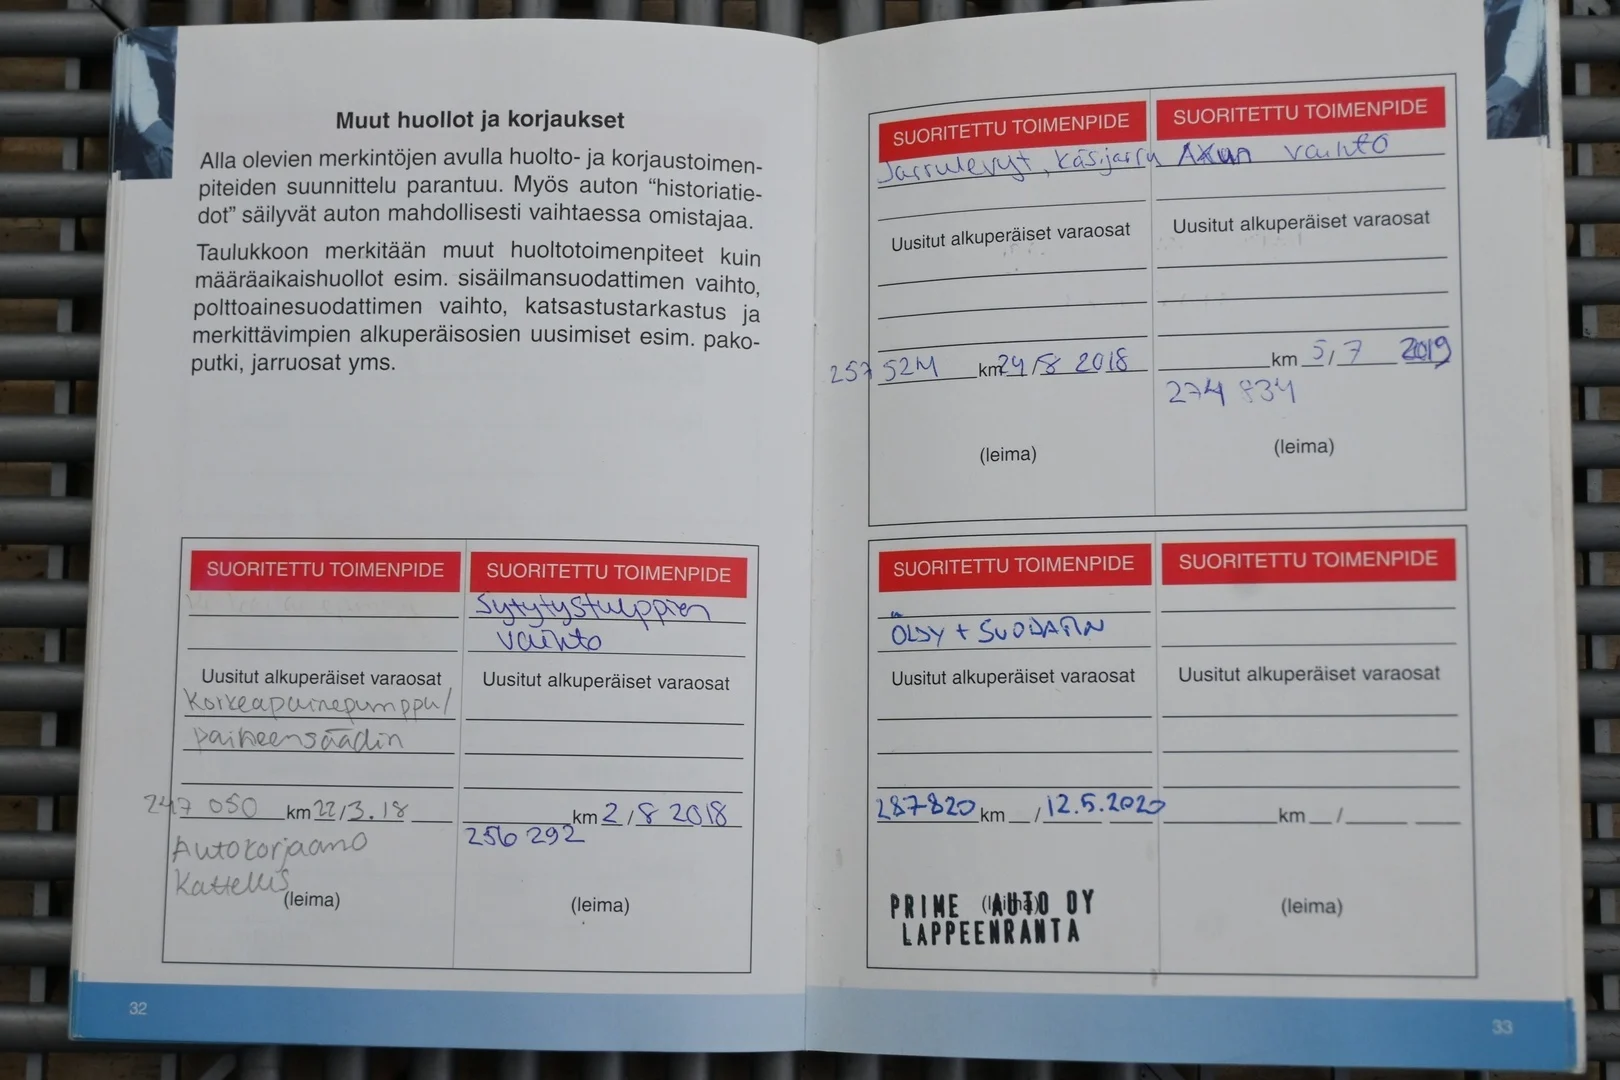 Muut huollot ja korjaukset
Alla olevien merkintöjen avulla huolto- ja korjaustoimen-
piteiden suunnittelu parantuu. Myös auton “historiatie-
dot” säilyvät auton mahdollisesti vaihtaessa omistajaa.
Taulukkoon merkitään muut huoltotoimenpiteet kuin
määräaikaishuollot esim. sisäilmansuodattimen vaihto,
polttoainesuodattimen vaihto, katsastustarkastus ja
merkittävimpien alkuperäisosien uusimiset esim. pako-
putki, jarruosat yms.
SUORITETTU TOIMENPIDE
Uusitut alkuperäiset varaosat
Korkeapainepumppu/
paineensäädin
247 050 km 22/3.18
Autokorjaamo
Kattelus
(leima)
SUORITETTU TOIMENPIDE
Sytytystulppien
vaihto
Uusitut alkuperäiset varaosat
km 2/8 2018
256 292
(leima)
32
SUORITETTU TOIMENPIDE
Jarrulevyt, käsijarru
Uusitut alkuperäiset varaosat
257 524 km 24/8 2018
(leima)
SUORITETTU TOIMENPIDE
Akun vaihto
Uusitut alkuperäiset varaosat
km 5/7 2019
274 834
(leima)
SUORITETTU TOIMENPIDE
ÖLJY + SUODATIN
Uusitut alkuperäiset varaosat
287820 km / 12.5.2020
(leima)
PRIME AUTO OY
LAPPEENRANTA
SUORITETTU TOIMENPIDE
Uusitut alkuperäiset varaosat
km /
(leima)
33